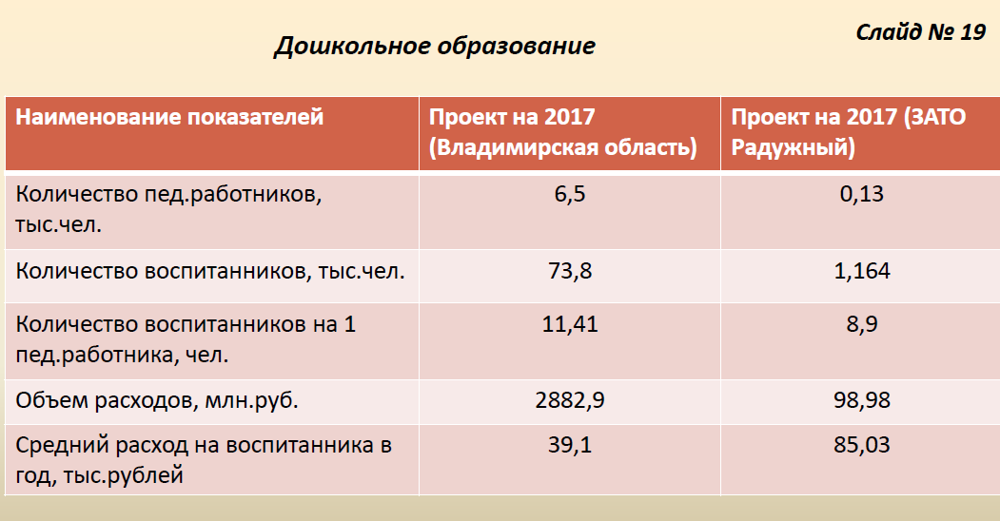 Слайд № 19
Дошкольное образование
Наименование показателей
Проект на 2017
(Владимирская область)
Проект на 2017 (ЗАТО
Радужный)
Количество пед.работников,
тыс.чел.
6,5
0,13
Количество воспитанников, тыс.чел.
73,8
1,164
Количество воспитанников на 1
пед.работника, чел.
11,41
8,9
Объем расходов, млн.руб.
2882,9
98,98
Средний расход на воспитанника в
год, тыс.рублей
39,1
85,03